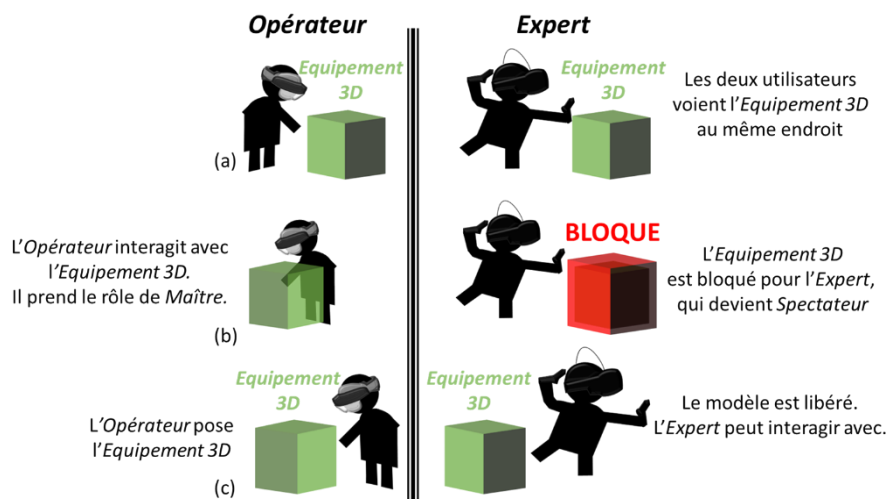 Opérateur
Expert
Equipement
3D
Equipement
3D
Les deux utilisateurs
voient l'Equipement 3D
au même endroit
(a)
L'Opérateur interagit avec
l'Equipement 3D.
Il prend le rôle de Maître.
(b)
BLOQUE
L'Equipement 3D
est bloqué pour l'Expert,
qui devient Spectateur
Equipement
3D
L'Opérateur pose
l'Equipement 3D
(c)
Equipement
3D
Le modèle est libéré.
L'Expert peut interagir avec.